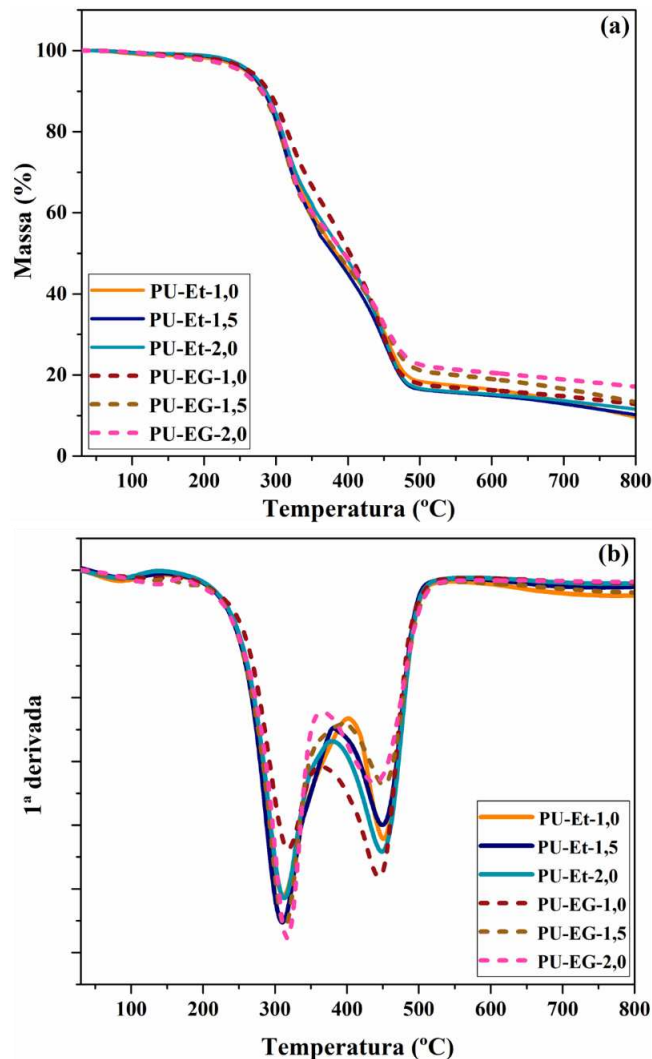 (a)
Massa (%)
100
80
60
40
20
0
PU-Et-1,0
PU-Et-1,5
PU-Et-2,0
PU-EG-1,0
PU-EG-1,5
PU-EG-2,0
100 200 300 400 500 600 700 800
Temperatura (ºC)
(b)
1ª derivada
PU-Et-1,0
PU-Et-1,5
PU-Et-2,0
PU-EG-1,0
PU-EG-1,5
PU-EG-2,0
100 200 300 400 500 600 700 800
Temperatura (ºC)